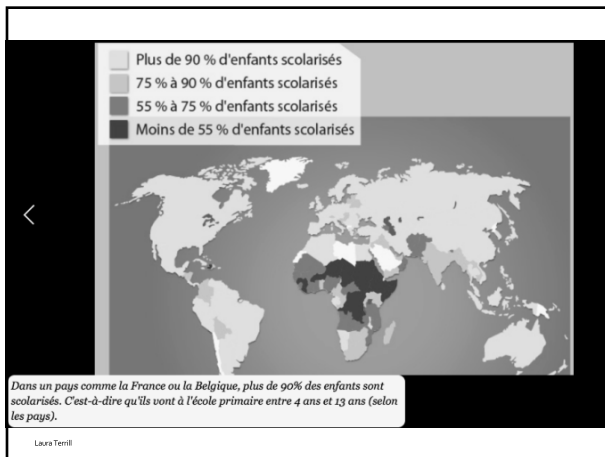 Plus de 90 % d'enfants scolarisés
75 % à 90 % d'enfants scolarisés
55 % à 75 % d'enfants scolarisés
Moins de 55 % d'enfants scolarisés
Dans un pays comme la France ou la Belgique, plus de 90% des enfants sont
scolarisés. C'est-à-dire qu'ils vont à l'école primaire entre 4 ans et 13 ans (selon
les pays).
Laura Terrill